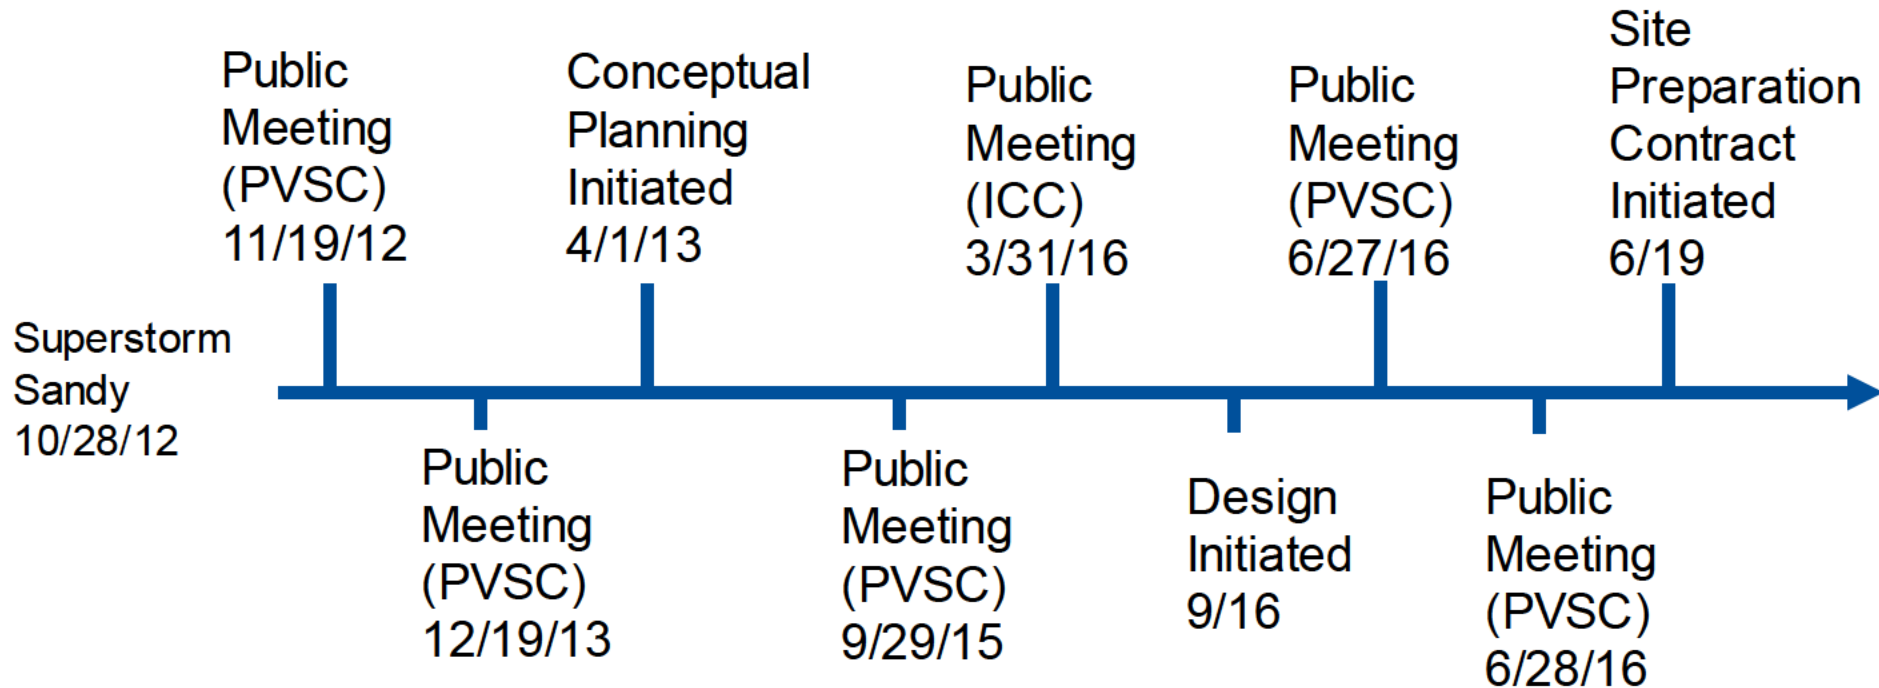 Superstorm
Sandy
10/28/12
Public
Meeting
(PVSC)
11/19/12
Public
Meeting
(PVSC)
12/19/13
Conceptual
Planning
Initiated
4/1/13
Public
Meeting
(PVSC)
9/29/15
Public
Meeting
(ICC)
3/31/16
Design
Initiated
9/16
Public
Meeting
(PVSC)
6/27/16
Public
Meeting
(PVSC)
6/28/16
Site
Preparation
Contract
Initiated
6/19